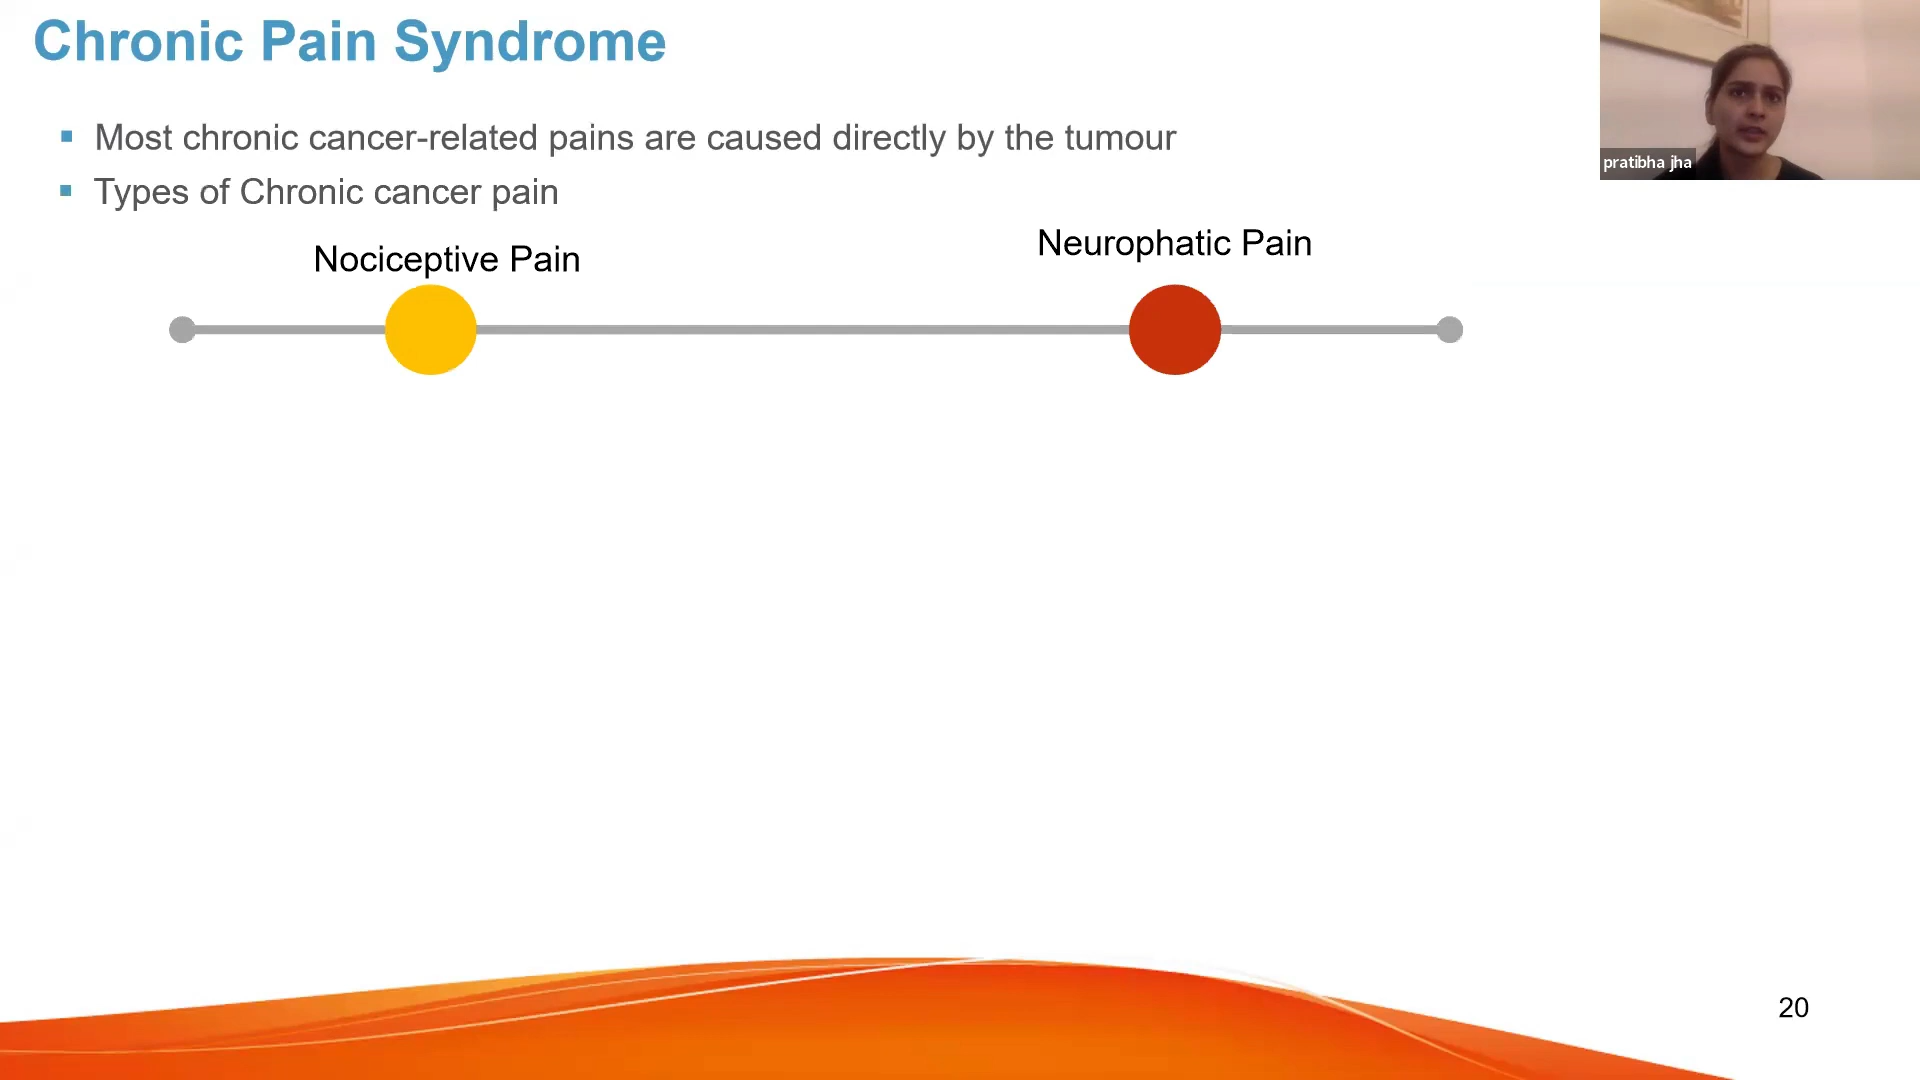 Chronic Pain Syndrome
Most chronic cancer-related pains are caused directly by the tumour
Types of Chronic cancer pain
Nociceptive Pain
Neurophatic Pain
pratibha jha
20